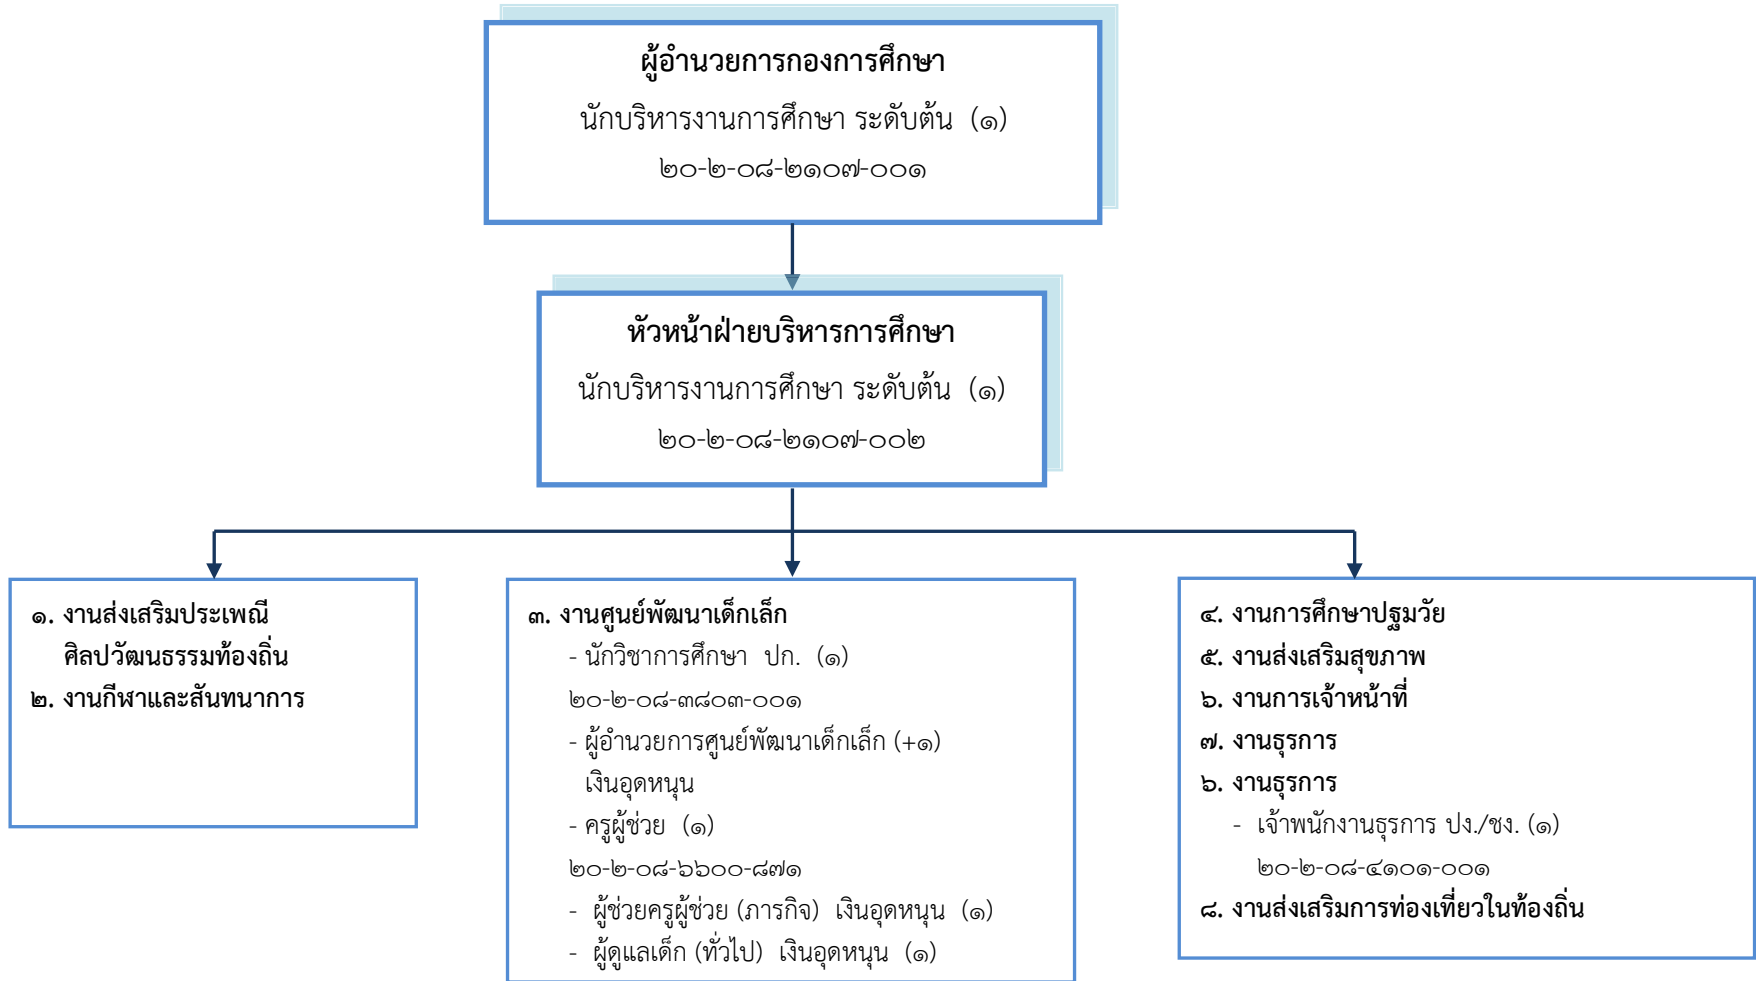 ผู้อำนวยการกองการศึกษา
นักบริหารงานการศึกษา ระดับต้น (๑)
๒๐-๒-๐๘-๒๑๐๗-๐๐๑
หัวหน้าฝ่ายบริหารการศึกษา
นักบริหารงานการศึกษา ระดับต้น (๑)
๒๐-๒-๐๘-๒๑๐๗-๐๐๒
๑. งานส่งเสริมประเพณี
ศิลปวัฒนธรรมท้องถิ่น
๒. งานกีฬาและสันทนาการ
๓. งานศูนย์พัฒนาเด็กเล็ก
- นักวิชาการศึกษา ปก. (๑)
๒๐-๒-๐๘-๓๘๐๓-๐๐๑
- ผู้อำนวยการศูนย์พัฒนาเด็กเล็ก (+๑)
เงินอุดหนุน
- ครูผู้ช่วย (๑)
๒๐-๒-๐๘-๖๖๐๐-๘๗๑
- ผู้ช่วยครูผู้ช่วย (ภารกิจ) เงินอุดหนุน (๑)
- ผู้ดูแลเด็ก (ทั่วไป) เงินอุดหนุน (๑)
๔. งานการศึกษาปฐมวัย
๕. งานส่งเสริมสุขภาพ
๖. งานการเจ้าหน้าที่
๗. งานธุรการ
๖. งานธุรการ
- เจ้าพนักงานธุรการ ปง./ชง. (๑)
๒๐-๒-๐๘-๔๑๐๑-๐๐๑
๘. งานส่งเสริมการท่องเที่ยวในท้องถิ่น